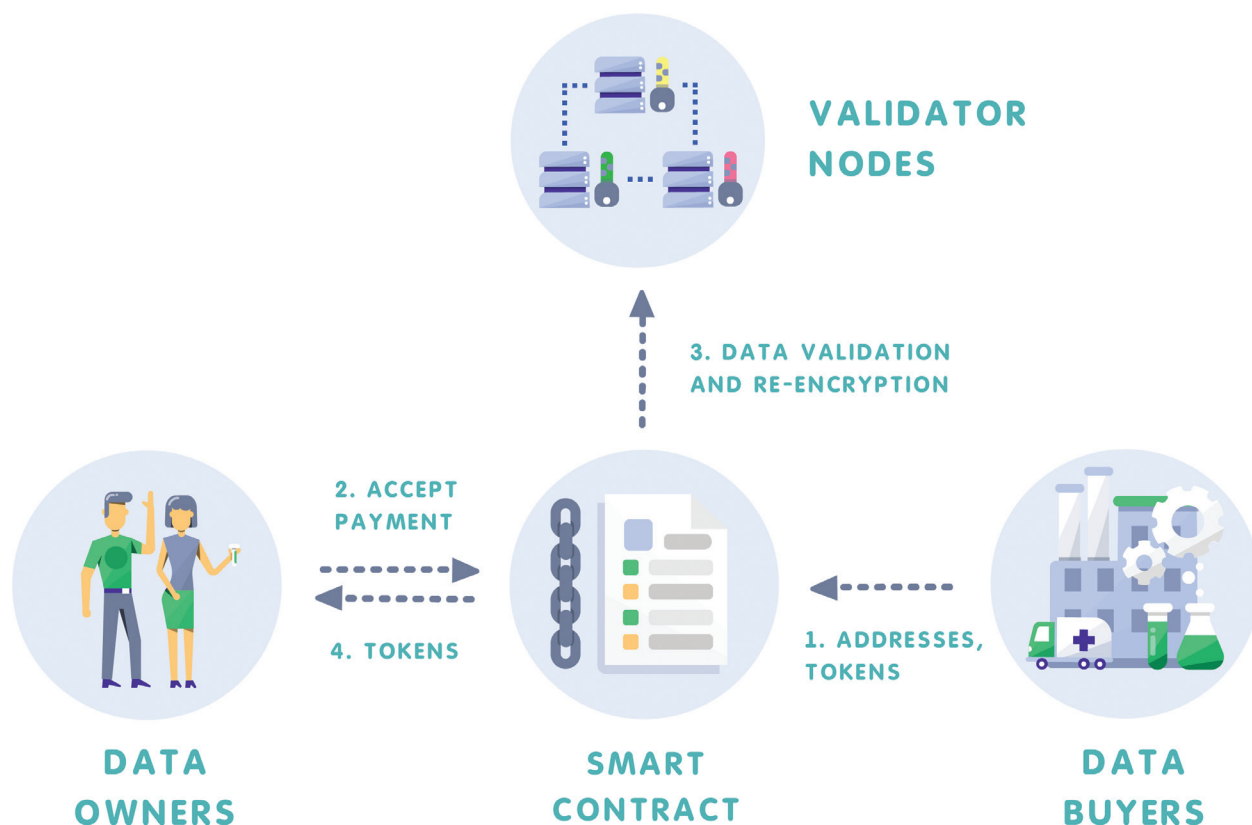 VALIDATOR
NODES
3. DATA VALIDATION
AND RE-ENCRYPTION
2. ACCEPT
PAYMENT
4. TOKENS
1. ADDRESSES,
TOKENS
DATA
OWNERS
SMART
CONTRACT
DATA
BUYERS